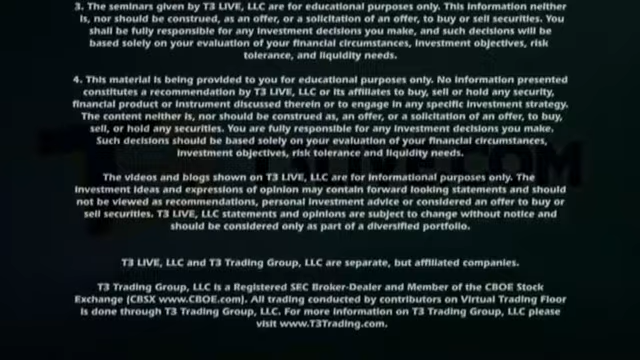 3. The seminars given by T3 LIVE, LLC are for educational purposes only. This information neither
is, nor should be construed, as an offer, or a solicitation of an offer, to buy or sell securities. You
shall be fully responsible for any investment decisions you make, and such decisions will be
based solely on your evaluation of your financial circumstances, investment objectives, risk
tolerance, and liquidity needs.
4. This material is being provided to you for educational purposes only. No information presented
constitutes a recommendation by T3 LIVE, LLC or its affiliates to buy, sell or hold any security,
financial product or instrument discussed therein or to engage in any specific investment strategy.
The content neither is, nor should be construed as, an offer, or a solicitation of an offer, to buy,
sell, or hold any securities. You are fully responsible for any investment decisions you make.
Such decisions should be based solely on your evaluation of your financial circumstances,
investment objectives, risk tolerance and liquidity needs.
The videos and blogs shown on T3 LIVE, LLC are for informational purposes only. The
investment ideas and expressions of opinion may contain forward looking statements and should
not be viewed as recommendations, personal investment advice or considered an offer to buy or
sell securities. T3 LIVE, LLC statements and opinions are subject to change without notice and
should be considered only as part of a diversified portfolio.
T3 LIVE, LLC and T3 Trading Group, LLC are separate, but affiliated companies.
T3 Trading Group, LLC is a Registered SEC Broker-Dealer and Member of the CBOE Stock
Exchange (CBSX www.CBOE.com). All trading conducted by contributors on Virtual Trading Floor
is done through T3 Trading Group, LLC. For more information on T3 Trading Group, LLC please
visit www.T3Trading.com.